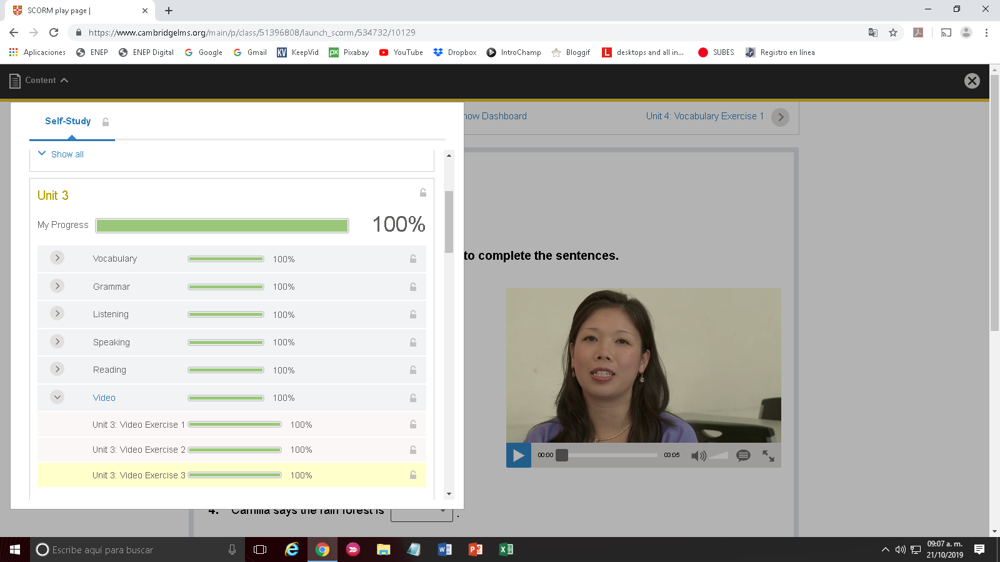 SCORM play page |
https://www.cambridgelms.org/main/p/class/51396808/launch_scorm/534732/10129
Aplicaciones ENEP ENEP Digital Google Gmail KeepVid Pixabay YouTube Dropbox IntroChamp Bloggif desktops and all in... SUBES Registro en línea
Content
Self-Study
now Dashboard Unit 4: Vocabulary Exercise 1
Show all
Unit 3
My Progress 100%
Vocabulary 100%
to complete the sentences.
Grammar 100%
Listening 100%
Speaking 100%
Reading 100%
Video 100%
Unit 3: Video Exercise 1 100%
Unit 3: Video Exercise 2 100%
00:00 03:05
Unit 3: Video Exercise 3 100%
4. Camilla says the rain forest is .
Escribe aquí para buscar
09:07 a. m.
21/10/2019